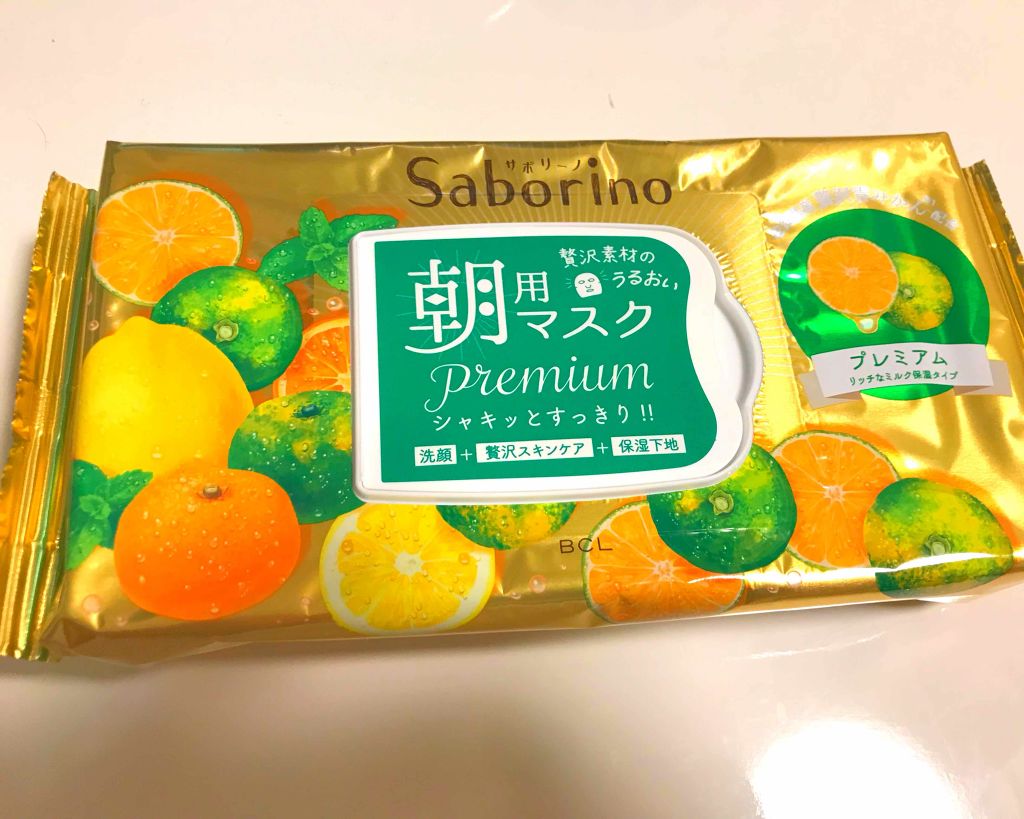 サボリーノ
Saborino
贅沢素材の
うるおい
朝用マスク
premium
シャキッとすっきり!!
洗顔 + 贅沢スキンケア + 保湿下地
プレミアム
リッチなミルク保湿タイプ
BCL